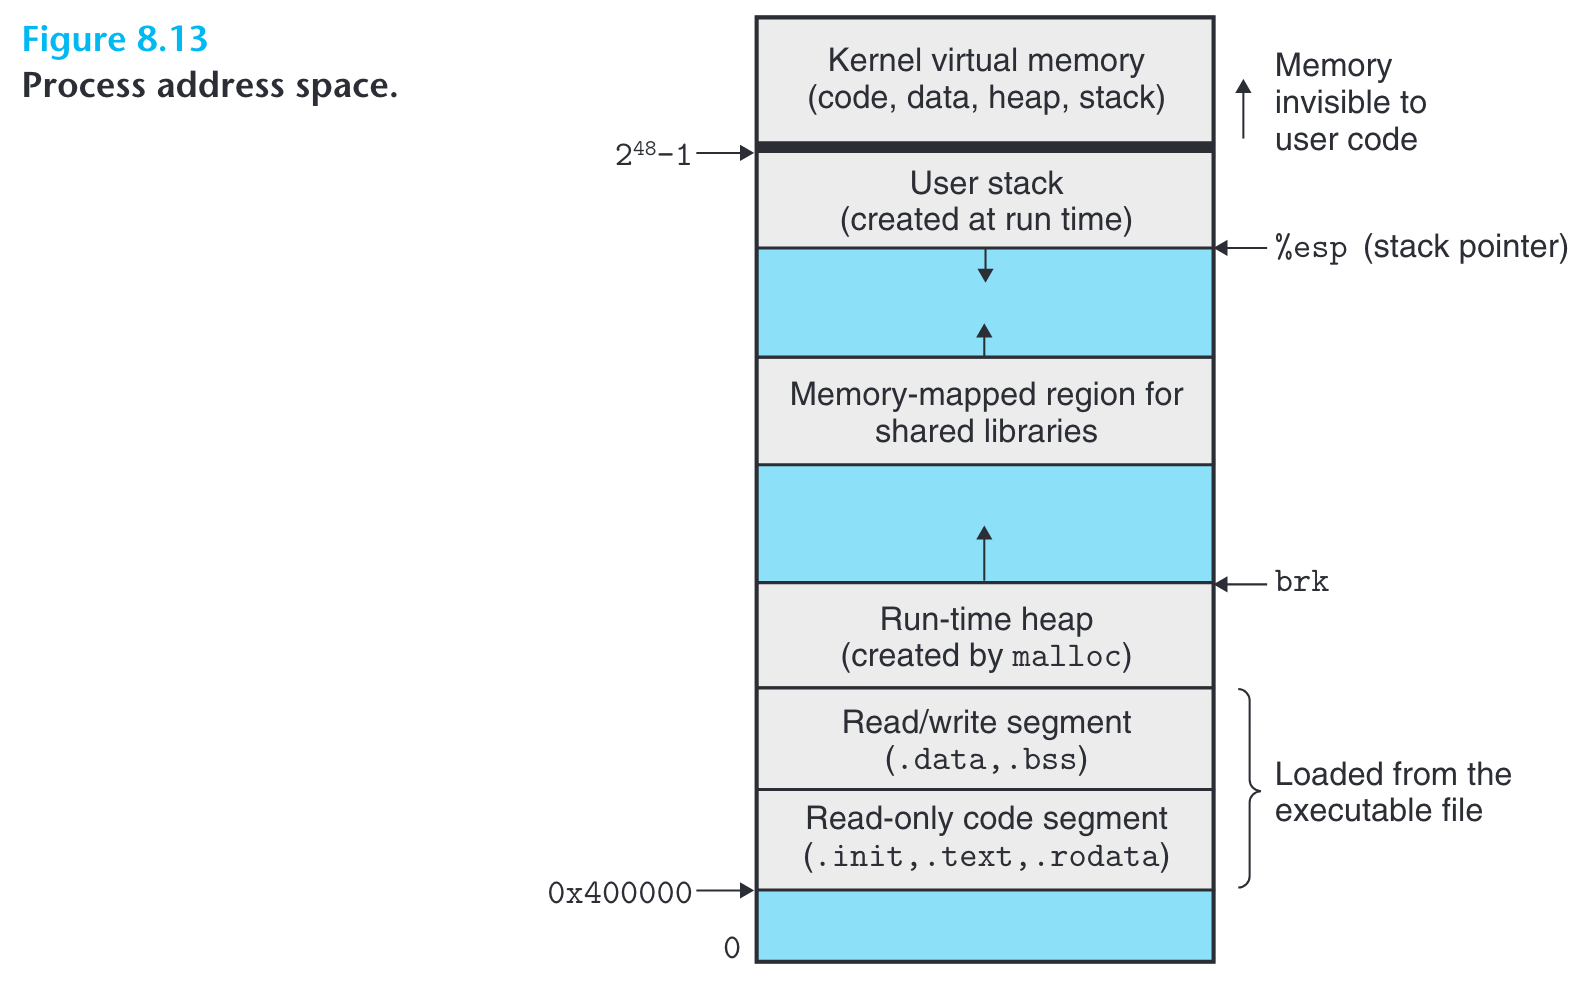 Figure 8.13
Process address space.
Kernel virtual memory
(code, data, heap, stack)
Memory
invisible to
user code
2⁴⁸−1
User stack
(created at run time)
%esp (stack pointer)
Memory-mapped region for
shared libraries
brk
Run-time heap
(created by malloc)
Read/write segment
(.data,.bss)
Loaded from the
executable file
Read-only code segment
(.init,.text,.rodata)
0x400000
0